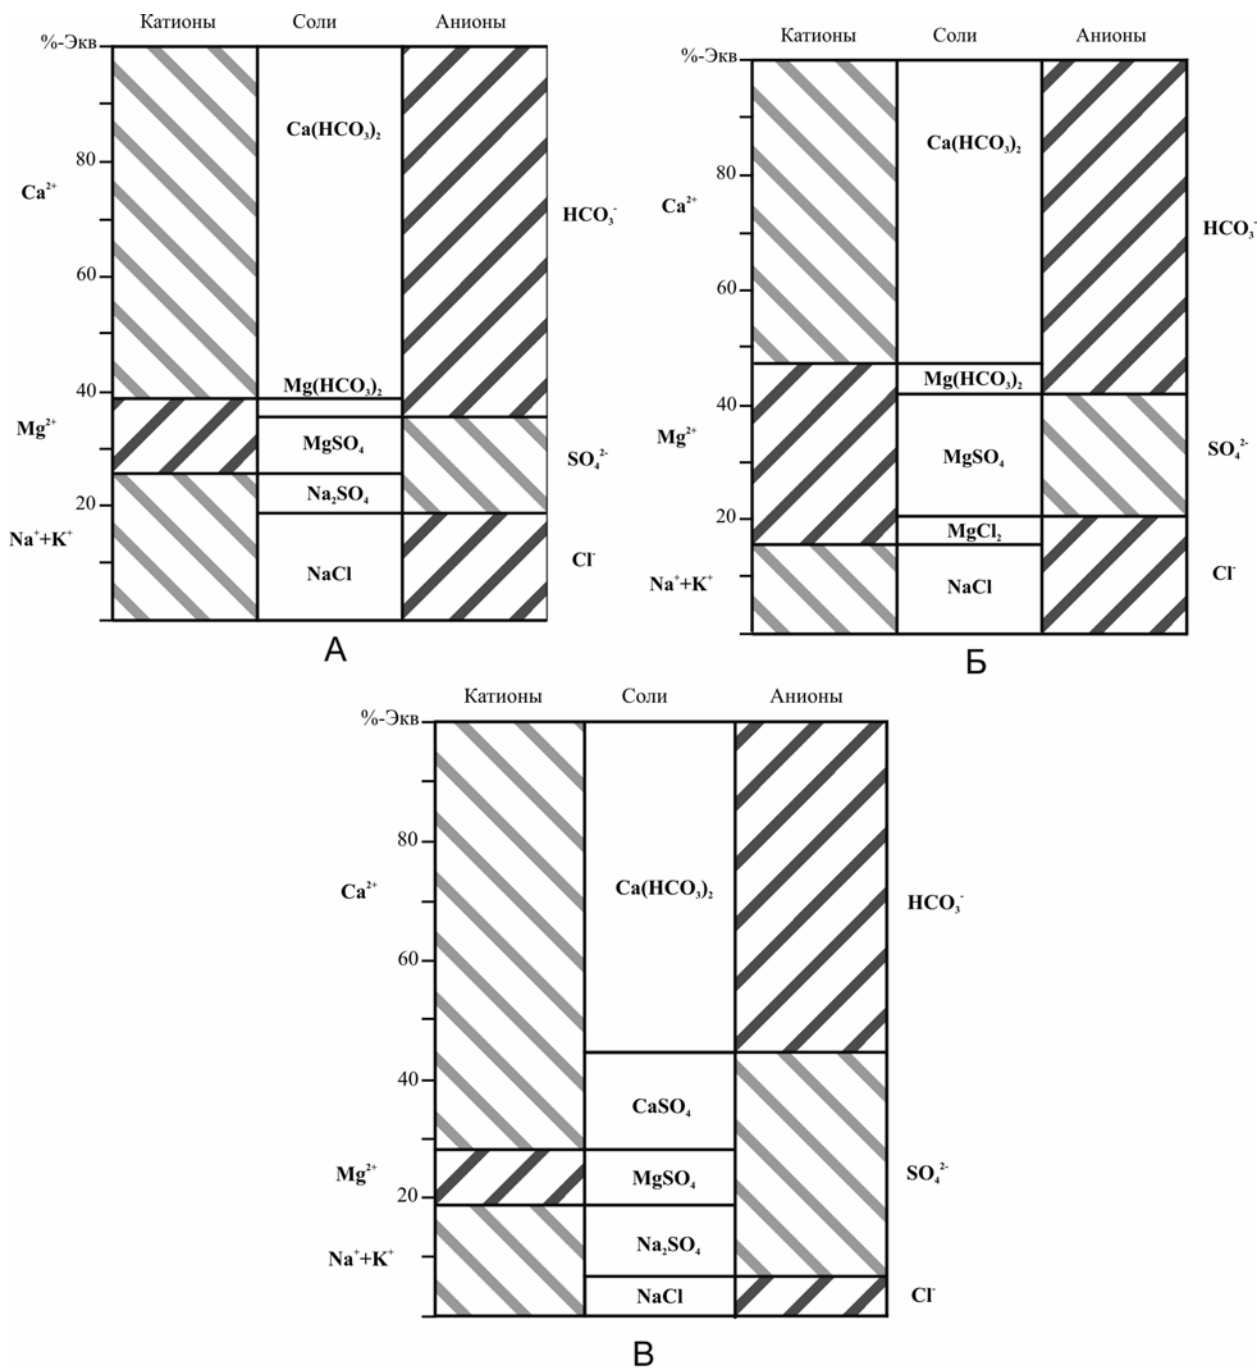 Катионы Соли Анионы
%-Экв
Ca(HCO₃)₂
80
Ca²⁺
HCO₃⁻
60
Mg(HCO₃)₂
40
Mg²⁺
MgSO₄
SO₄²⁻
Na₂SO₄
20
Na⁺+K⁺
NaCl
Cl⁻
А
Катионы Соли Анионы
%-Экв
Ca(HCO₃)₂
80
Ca²⁺
HCO₃⁻
60
Mg(HCO₃)₂
40
Mg²⁺
MgSO₄
SO₄²⁻
20
MgCl₂
Na⁺+K⁺
NaCl
Cl⁻
Б
Катионы Соли Анионы
%-Экв
80
Ca²⁺
Ca(HCO₃)₂
HCO₃⁻
60
40
CaSO₄
Mg²⁺
MgSO₄
SO₄²⁻
20
Na₂SO₄
Na⁺+K⁺
NaCl
Cl⁻
В